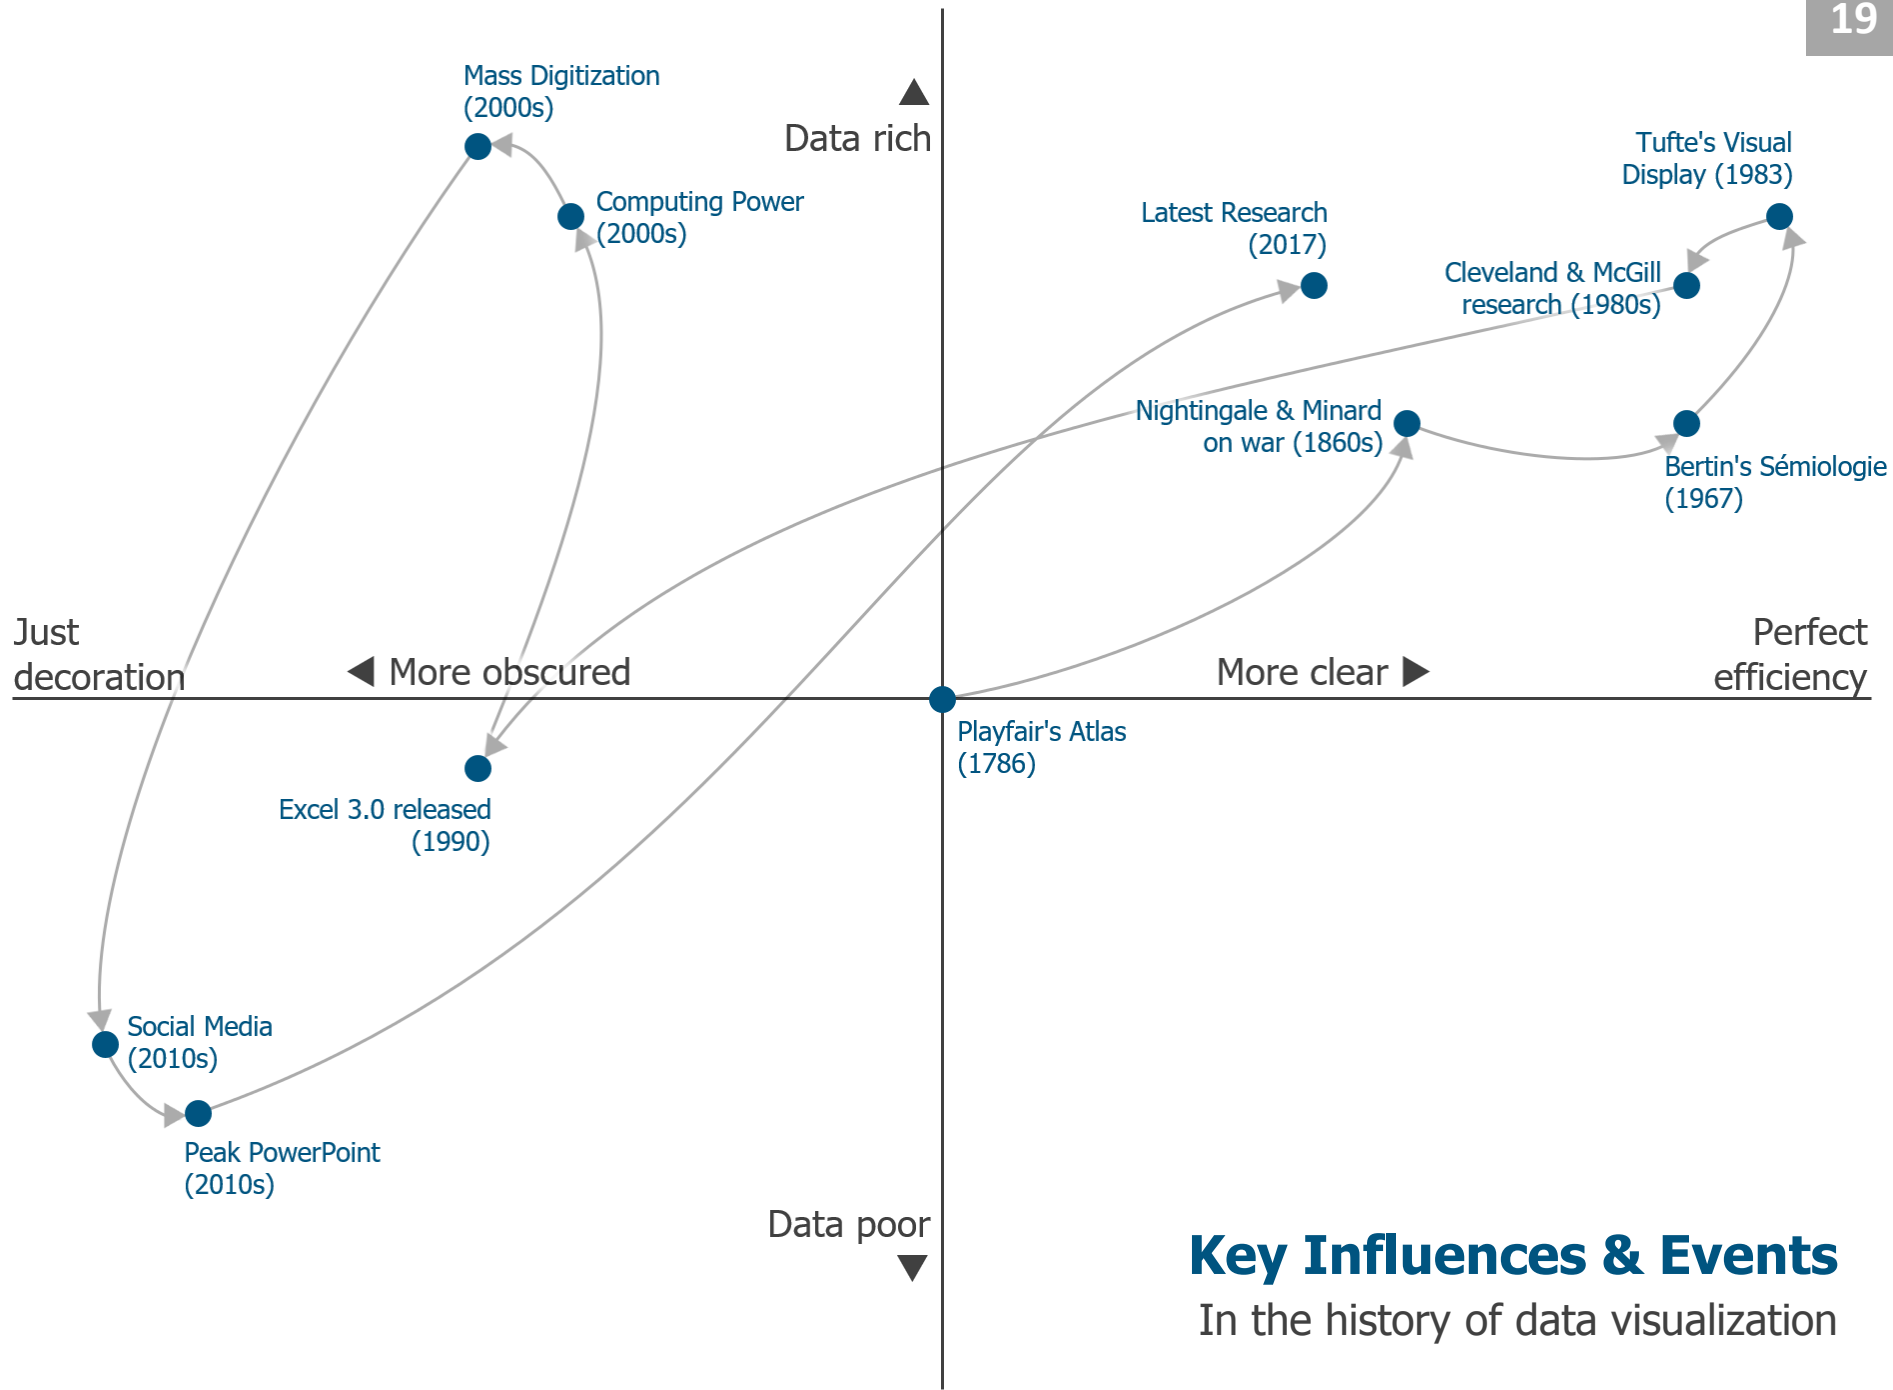 19
Mass Digitization
(2000s)
Data rich
Tufte's Visual
Display (1983)
Computing Power
(2000s)
Latest Research
(2017)
Cleveland & McGill
research (1980s)
Nightingale & Minard
on war (1860s)
Bertin's Sémiologie
(1967)
Just
decoration
More obscured
More clear
Perfect
efficiency
Playfair's Atlas
(1786)
Excel 3.0 released
(1990)
Social Media
(2010s)
Peak PowerPoint
(2010s)
Data poor
Key Influences & Events
In the history of data visualization